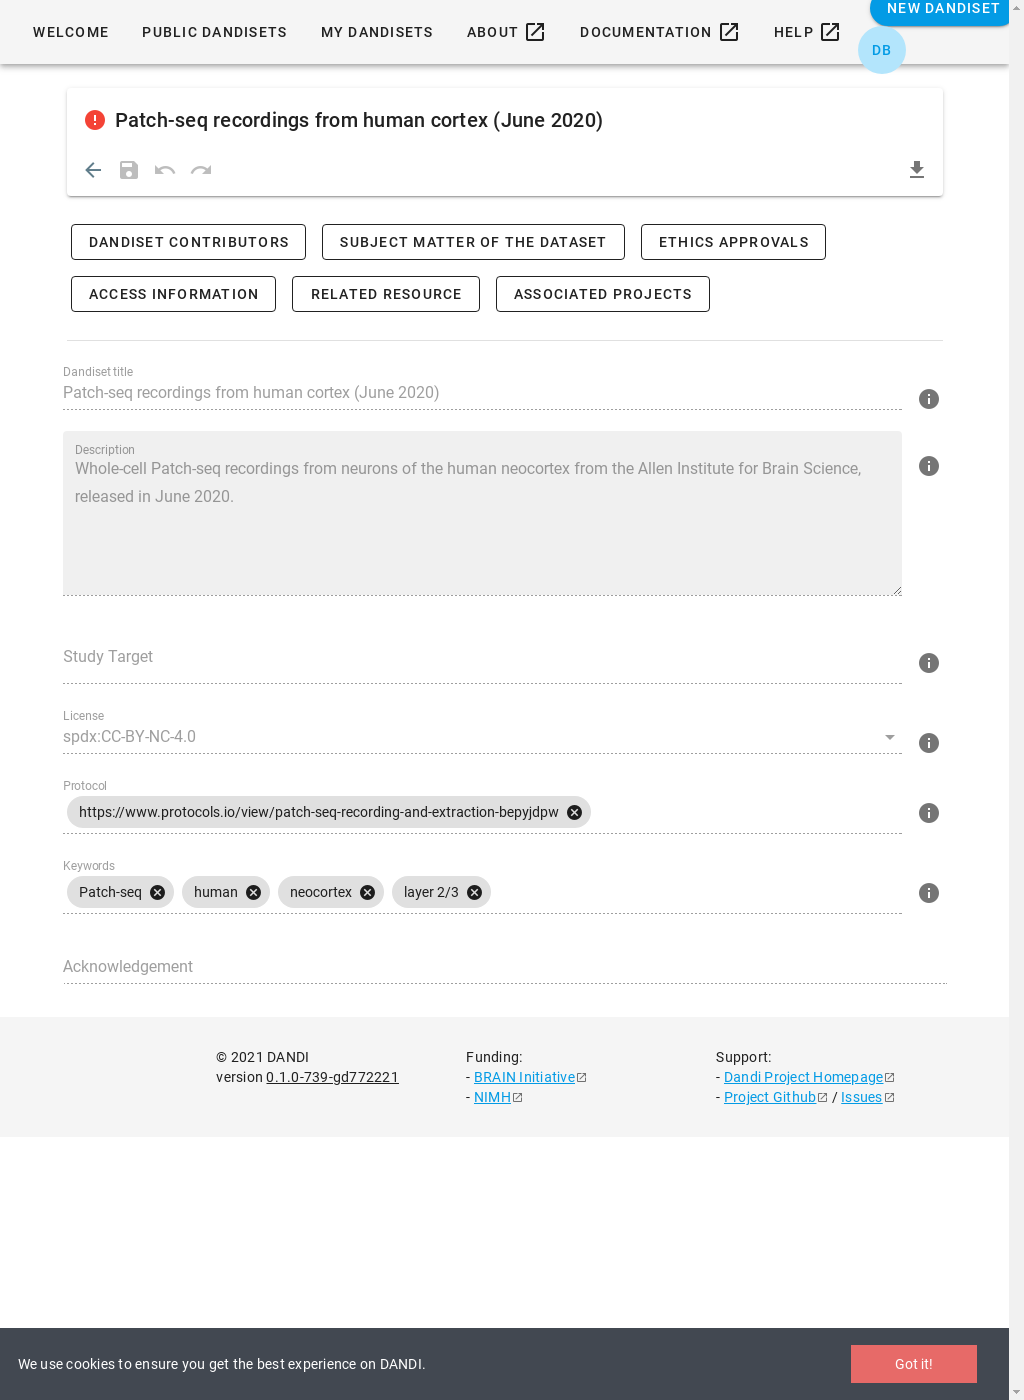 WELCOME PUBLIC DANDISETS MY DANDISETS ABOUT DOCUMENTATION HELP NEW DANDISET
DB
Patch-seq recordings from human cortex (June 2020)
DANDISET CONTRIBUTORS SUBJECT MATTER OF THE DATASET ETHICS APPROVALS
ACCESS INFORMATION RELATED RESOURCE ASSOCIATED PROJECTS
Dandiset title
Patch-seq recordings from human cortex (June 2020)
Description
Whole-cell Patch-seq recordings from neurons of the human neocortex from the Allen Institute for Brain Science,
released in June 2020.
Study Target
License
spdx:CC-BY-NC-4.0
Protocol
https://www.protocols.io/view/patch-seq-recording-and-extraction-bepyjdpw
Keywords
Patch-seq human neocortex layer 2/3
Acknowledgement
© 2021 DANDI
version 0.1.0-739-gd772221
Funding:
- BRAIN Initiative
- NIMH
Support:
- Dandi Project Homepage
- Project Github / Issues
We use cookies to ensure you get the best experience on DANDI.
Got it!